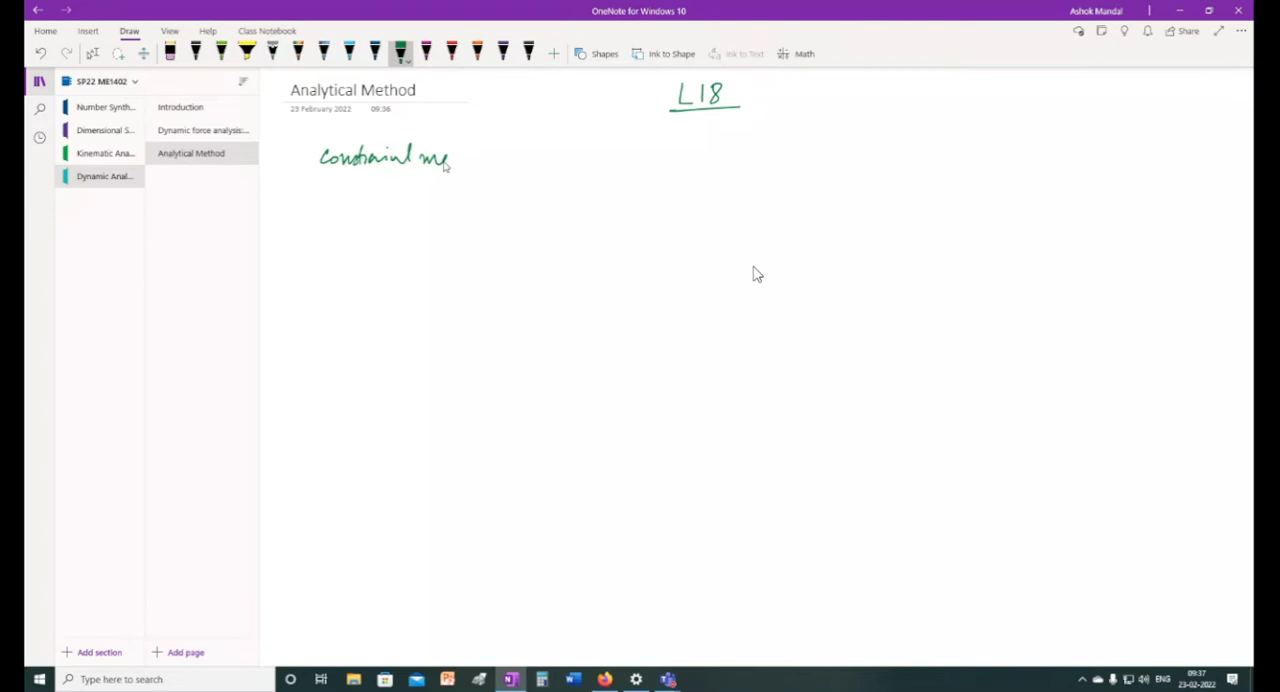 OneNote for Windows 10
Ashok Mandal
Home Insert Draw View Help Class Notebook
Share
Shapes Ink to Shape Ink to Text Math
SP22 ME1402
Number Synth...
Dimensional S...
Kinematic Ana...
Dynamic Anal...
Introduction
Dynamic force analysis:...
Analytical Method
Analytical Method
23 February 2022 09:36
L18
constraint me
Add section
Add page
Type here to search
ENG
09:37
23-02-2022